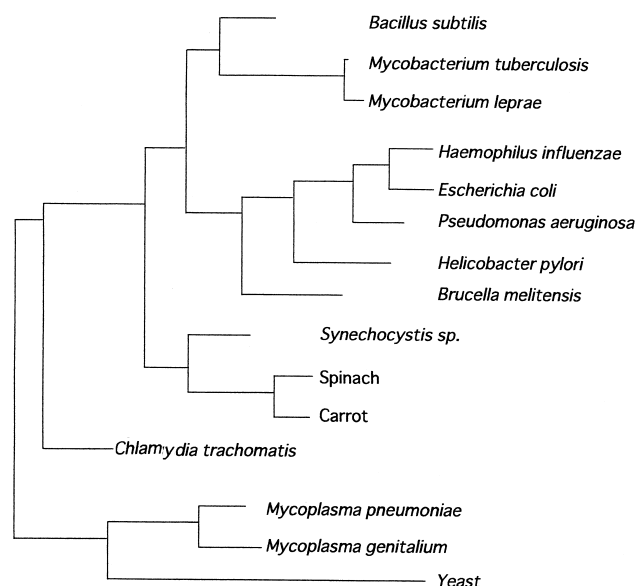 Bacillus subtilis
Mycobacterium tuberculosis
Mycobacterium leprae
Haemophilus influenzae
Escherichia coli
Pseudomonas aeruginosa
Helicobacter pylori
Brucella melitensis
Synechocystis sp.
Spinach
Carrot
Chlamydia trachomatis
Mycoplasma pneumoniae
Mycoplasma genitalium
Yeast